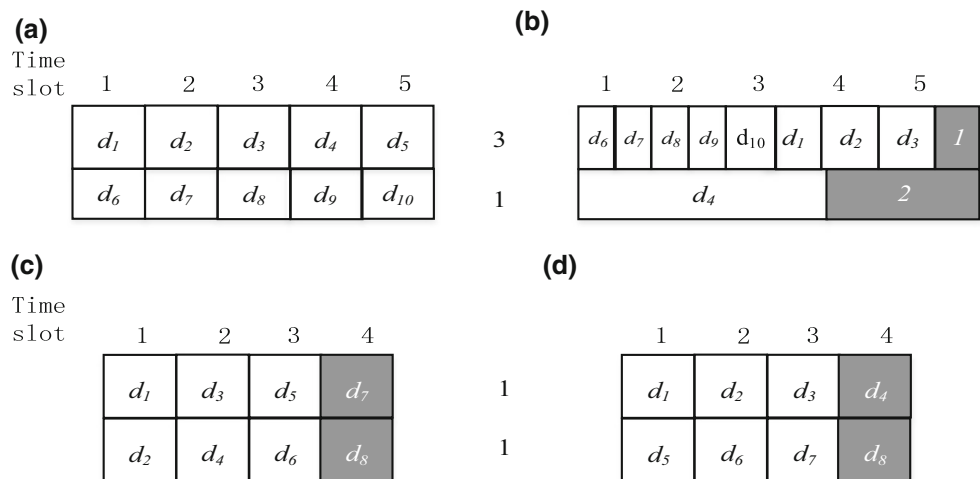 (a)
Time
slot
1 2 3 4 5
d1 d2 d3 d4 d5
d6 d7 d8 d9 d10
(b)
1 2 3 4 5
3 d6 d7 d8 d9 d10 d1 d2 d3 1
1 d4 2
(c)
Time
slot
1 2 3 4
d1 d3 d5 d7
d2 d4 d6 d8
(d)
1 2 3 4
1 d1 d2 d3 d4
1 d5 d6 d7 d8